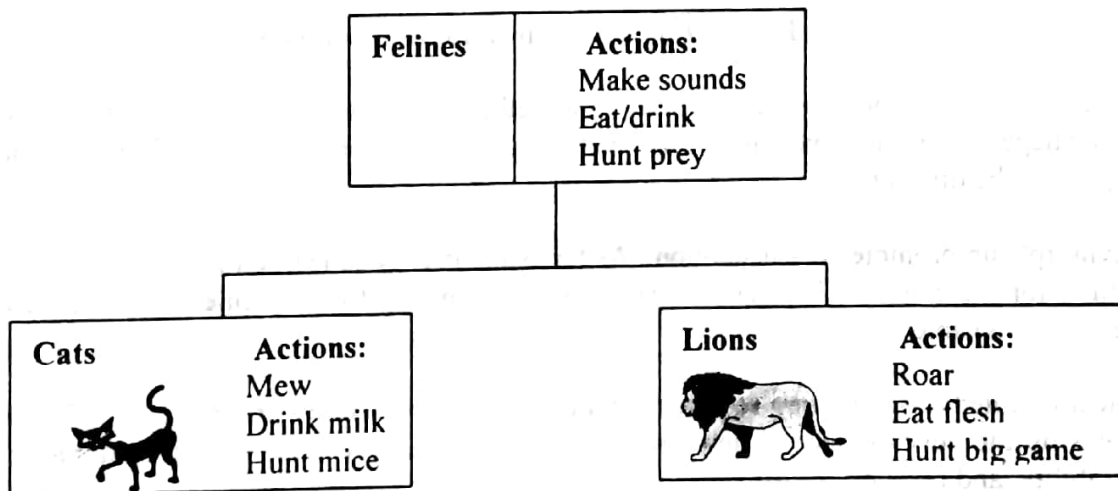 Felines
Actions:
Make sounds
Eat/drink
Hunt prey
Cats
Actions:
Mew
Drink milk
Hunt mice
Lions
Actions:
Roar
Eat flesh
Hunt big game